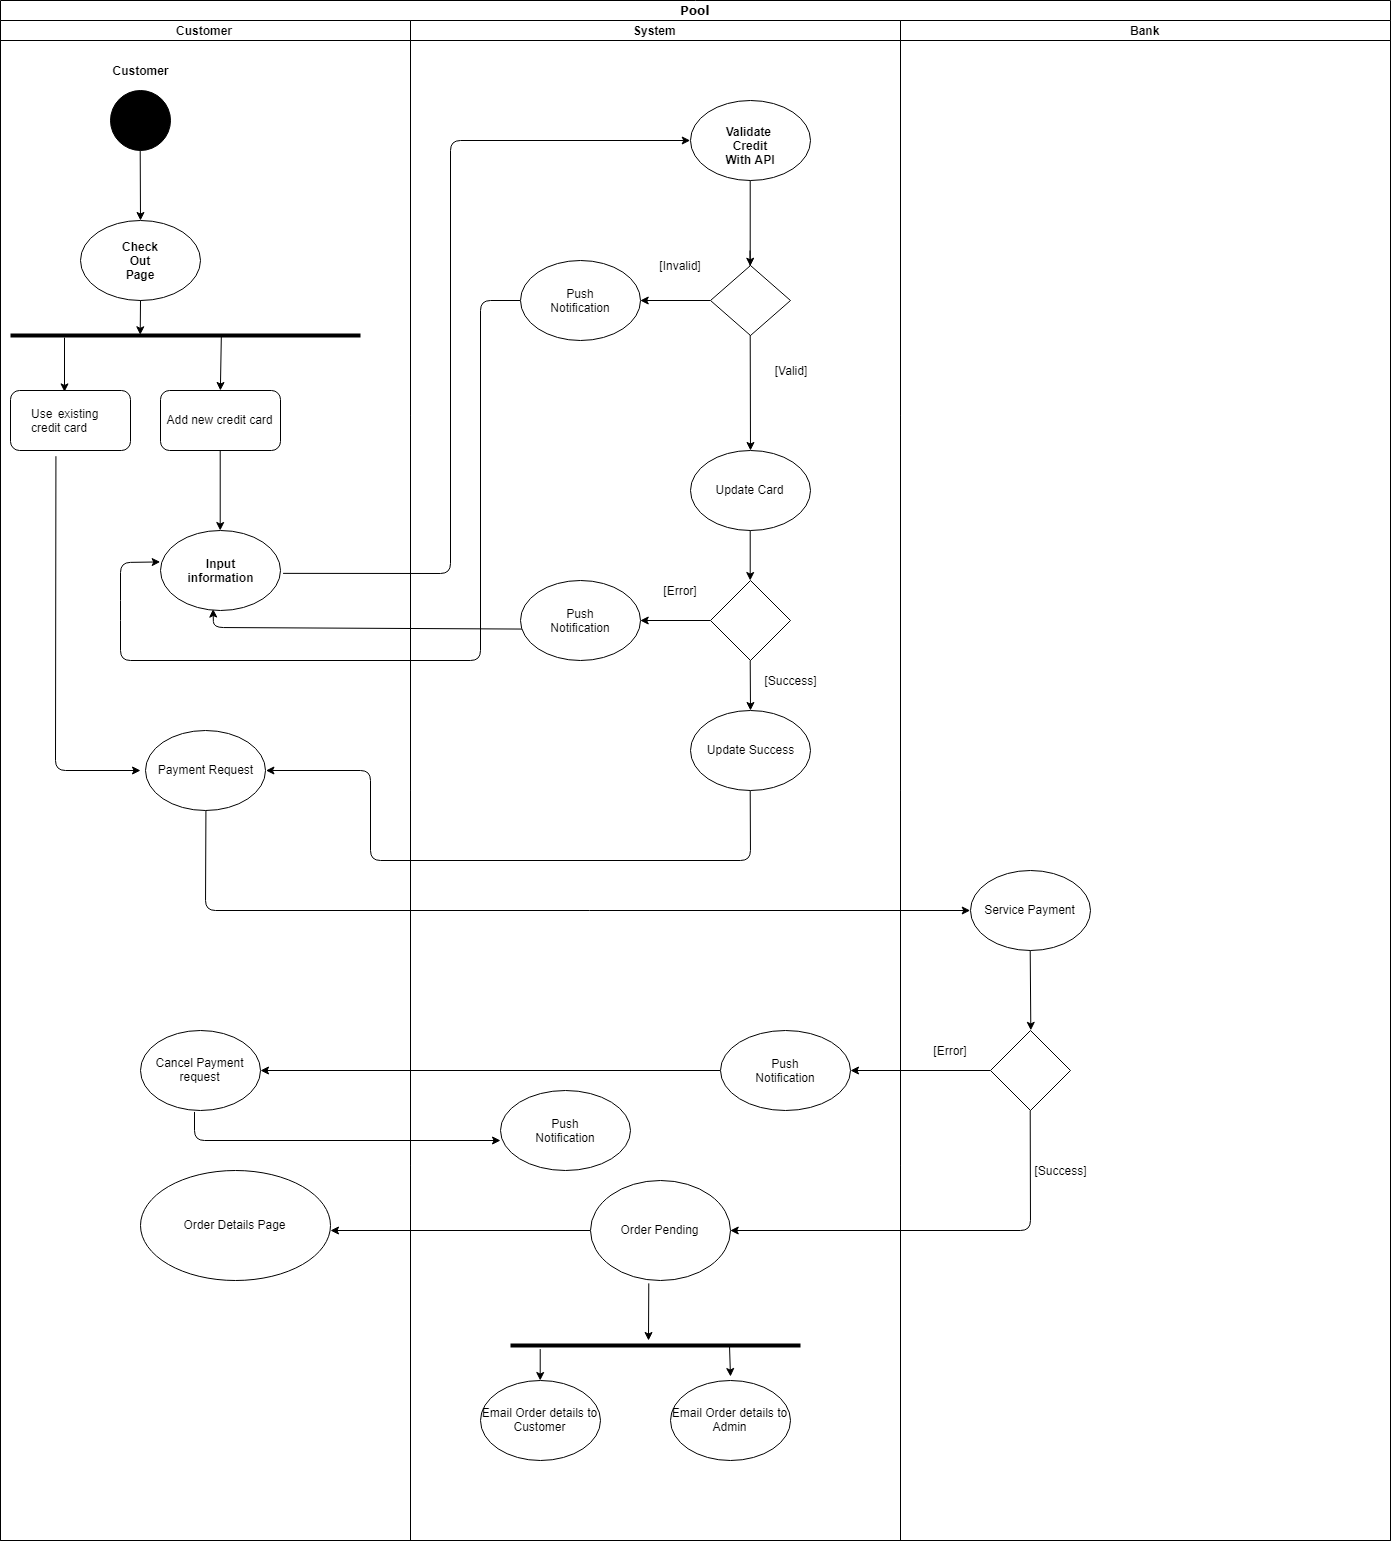 Pool
Customer
System
Bank
Customer
Validate
Credit
With API
Check
Out
Page
[Invalid]
Push
Notification
[Valid]
Use existing
credit card
Add new credit card
Update Card
Input
information
[Error]
Push
Notification
[Success]
Update Success
Payment Request
Service Payment
[Error]
Cancel Payment
request
Push
Notification
Push
Notification
[Success]
Order Details Page
Order Pending
Email Order details to
Customer
Email Order details to
Admin